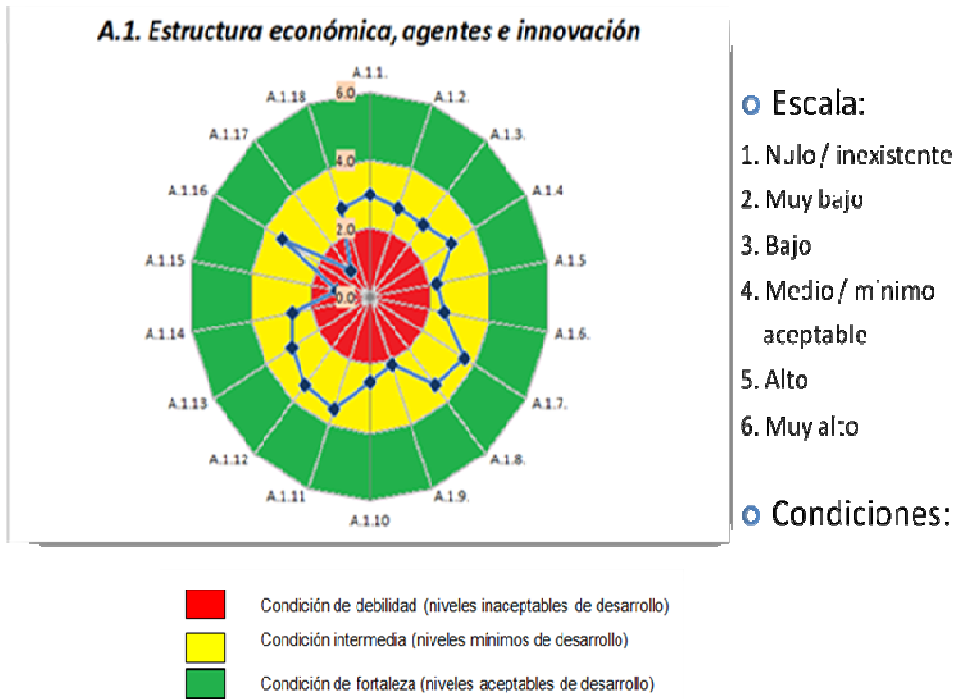 A.1. Estructura económica, agentes e innovación
A.1.1.
A.1.2.
A.1.3.
A.1.4
A.1.5
A.1.6.
A.1.7.
A.1.8.
A.1.9.
A.1.10
A.1.11
A.1.12
A.1.13
A.1.14
A.1.15
A.1.16
A.1.17
A.1.18
6.0
4.0
2.0
0.0
o Escala:
1. Nulo / inexistente
2. Muy bajo
3. Bajo
4. Medio / mínimo
aceptable
5. Alto
6. Muy alto
o Condiciones:
Condición de debilidad (niveles inaceptables de desarrollo)
Condición intermedia (niveles mínimos de desarrollo)
Condición de fortaleza (niveles aceptables de desarrollo)